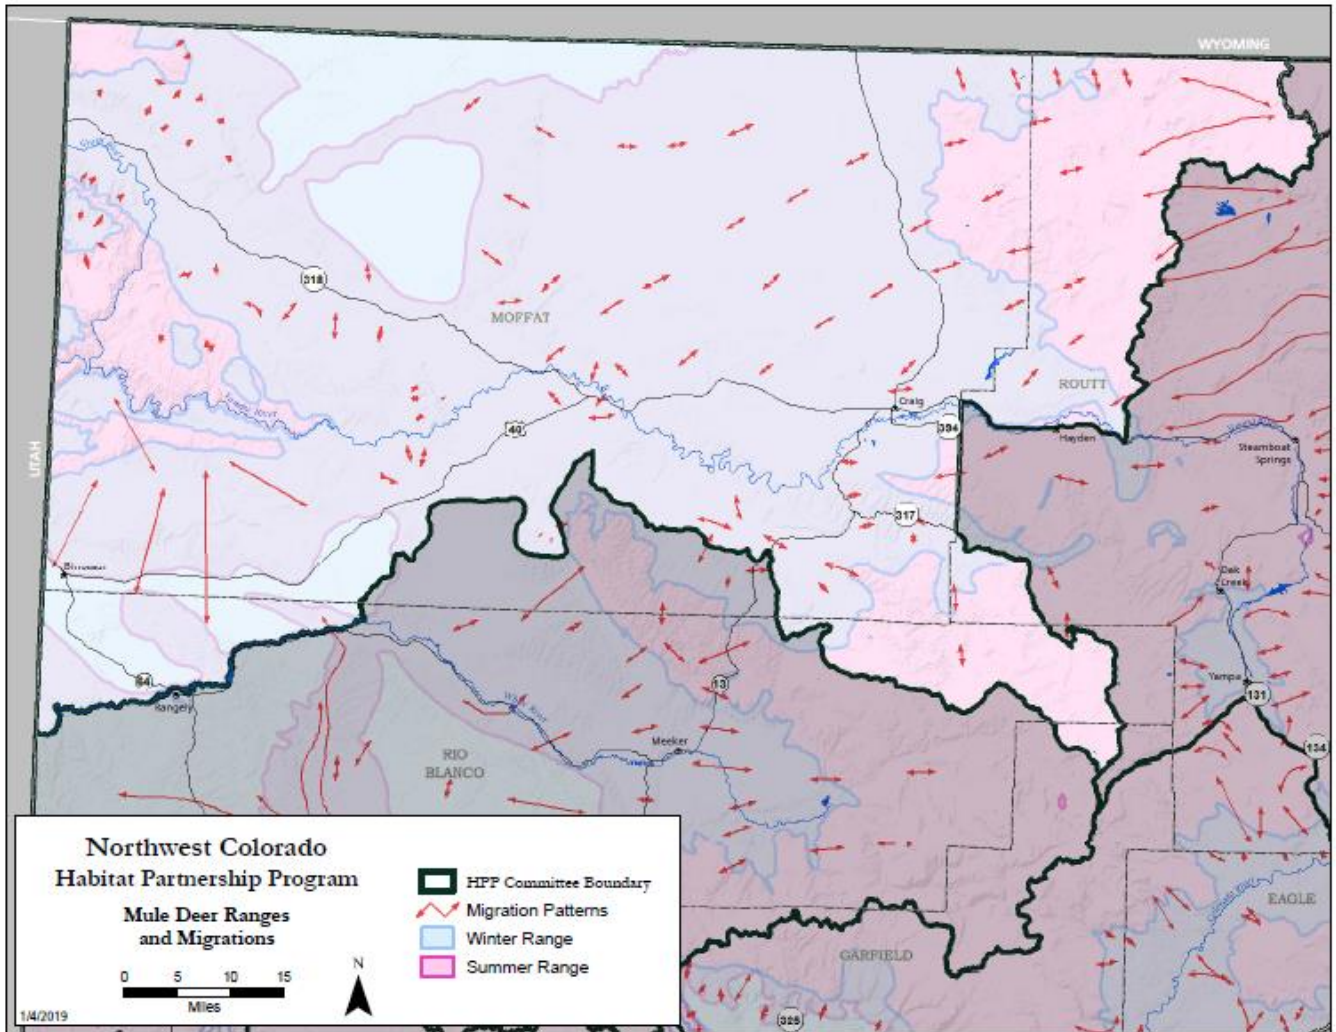 WYOMING
318
MOFFAT
Craig
ROUTT
394
Hayden
Steamboat
Springs
40
UTAH
317
Oak
Creek
64
Rangely
13
White River
Yampa
131
Meeker
RIO
BLANCO
134
Northwest Colorado
Habitat Partnership Program
Mule Deer Ranges
and Migrations
0 5 10 15
Miles
N
HPP Committee Boundary
Migration Patterns
Winter Range
Summer Range
EAGLE
GARFIELD
325
1/4/2019